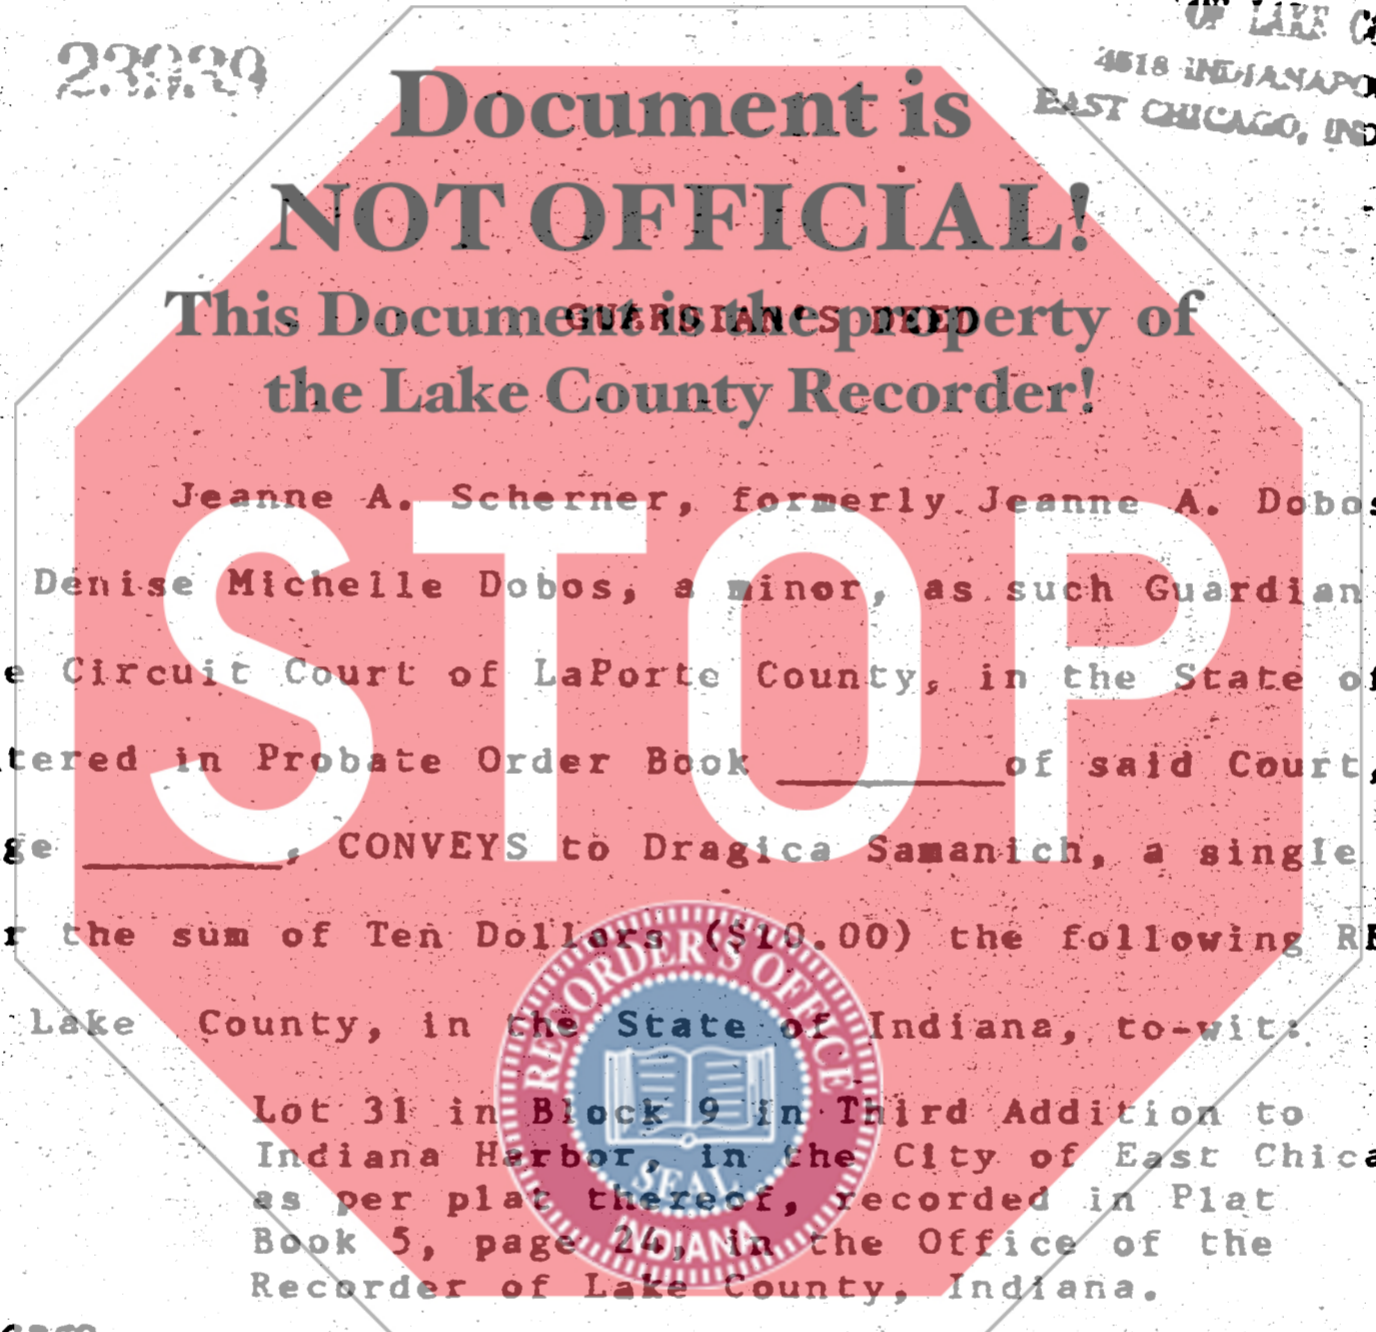 23939
OF LAKE
4518 INDIANAPO
EAST CHICAGO, IND
Document is
NOT OFFICIAL!
This Document is the property of
GUARDIAN'S DEED
the Lake County Recorder!
Jeanne A. Scherner, formerly Jeanne A. Dobos
Denise Michelle Dobos, a minor, as such Guardian
e Circuit Court of LaPorte County, in the State of
tered in Probate Order Book ________ of said Court,
ge ________, CONVEYS to Dragica Samanich, a single
r the sum of Ten Dollars ($10.00) the following RE
Lake County, in the State of Indiana, to-wit:
STOP
Lot 31 in Block 9 in Third Addition to
Indiana Harbor, in the City of East Chica
as per plat thereof, recorded in Plat
Book 5, page 24, in the Office of the
Recorder of Lake County, Indiana.
RECORDER'S OFFICE
SEAL
INDIANA